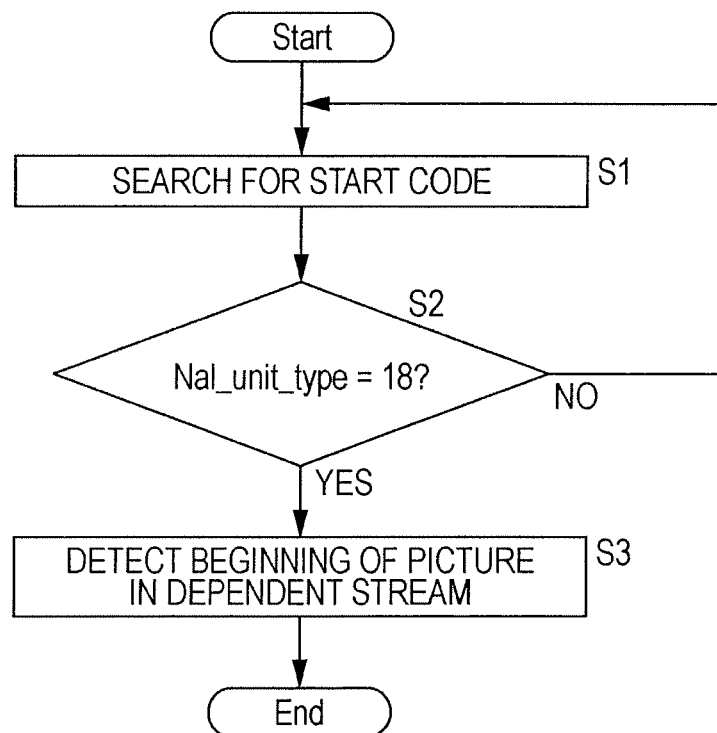 Start
SEARCH FOR START CODE
S1
S2
Nal_unit_type = 18?
NO
YES
DETECT BEGINNING OF PICTURE
IN DEPENDENT STREAM
S3
End